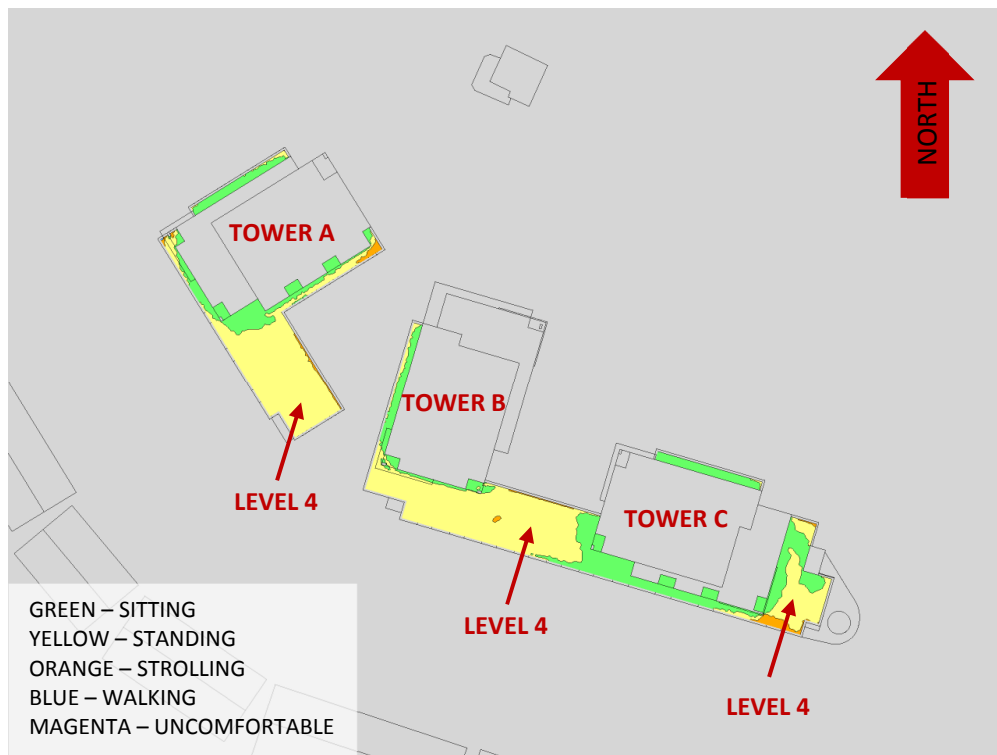 NORTH
TOWER A
TOWER B
LEVEL 4
TOWER C
LEVEL 4
LEVEL 4
GREEN – SITTING
YELLOW – STANDING
ORANGE – STROLLING
BLUE – WALKING
MAGENTA – UNCOMFORTABLE